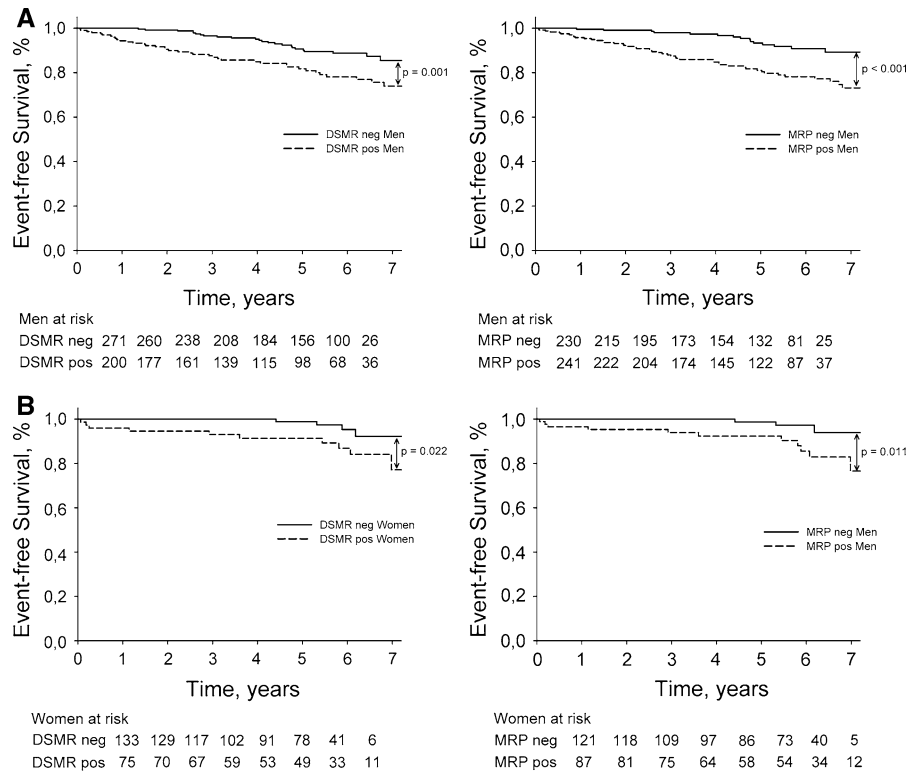 A
Event-free Survival, %
1,0
0,8
0,6
0,4
0,2
0,0
p = 0.001
DSMR neg Men
DSMR pos Men
0 1 2 3 4 5 6 7
Time, years
Men at risk
DSMR neg 271 260 238 208 184 156 100 26
DSMR pos 200 177 161 139 115 98 68 36
Event-free Survival, %
1,0
0,8
0,6
0,4
0,2
0,0
p < 0.001
MRP neg Men
MRP pos Men
0 1 2 3 4 5 6 7
Time, years
Men at risk
MRP neg 230 215 195 173 154 132 81 25
MRP pos 241 222 204 174 145 122 87 37
B
Event-free Survival, %
1,0
0,8
0,6
0,4
0,2
0,0
p = 0.022
DSMR neg Women
DSMR pos Women
0 1 2 3 4 5 6 7
Time, years
Women at risk
DSMR neg 133 129 117 102 91 78 41 6
DSMR pos 75 70 67 59 53 49 33 11
Event-free Survival, %
1,0
0,8
0,6
0,4
0,2
0,0
p = 0.011
MRP neg Men
MRP pos Men
0 1 2 3 4 5 6 7
Time, years
Women at risk
MRP neg 121 118 109 97 86 73 40 5
MRP pos 87 81 75 64 58 54 34 12